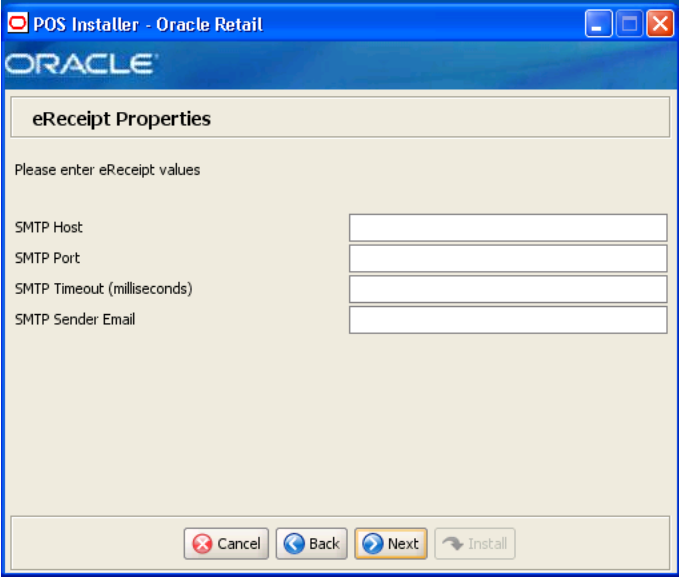 POS Installer - Oracle Retail
ORACLE
eReceipt Properties
Please enter eReceipt values
SMTP Host
SMTP Port
SMTP Timeout (milliseconds)
SMTP Sender Email
Cancel Back Next Install